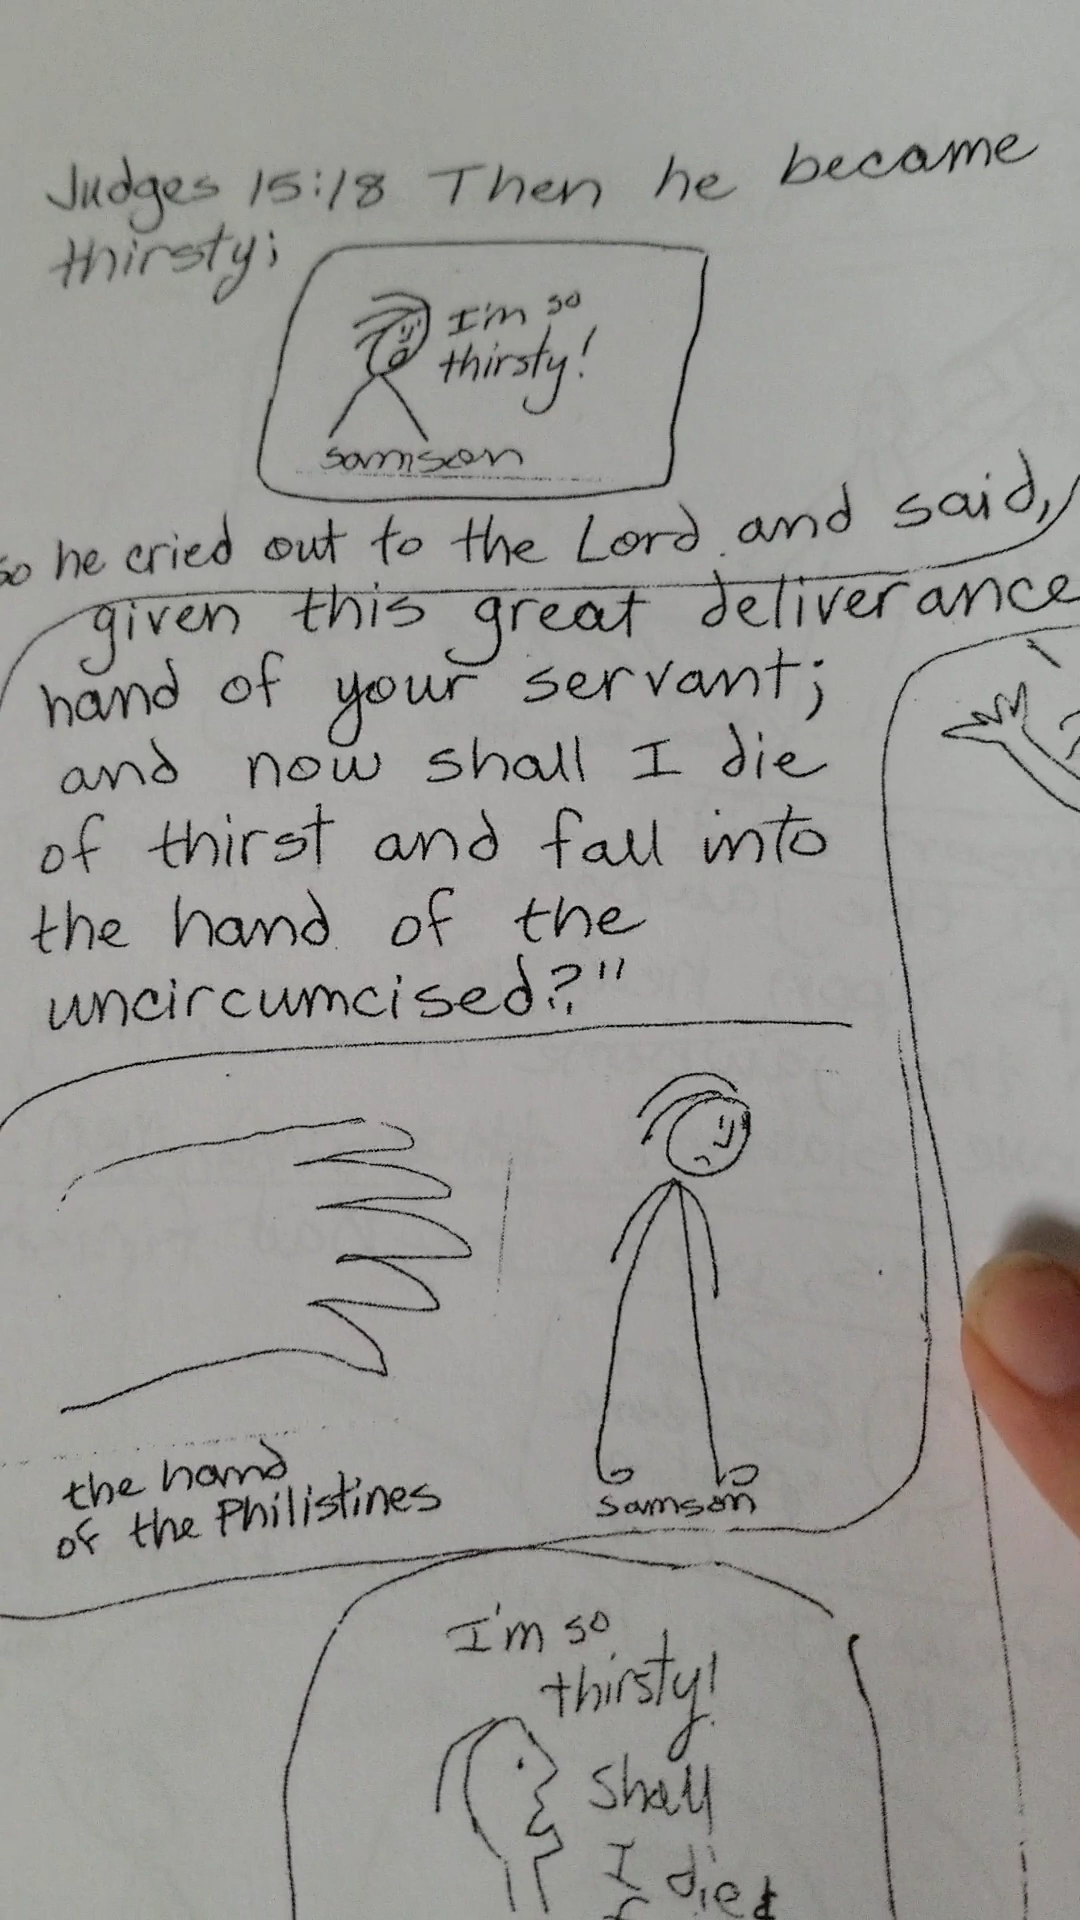 Judges 15:18 Then he became
thirsty;
I'm so
thirsty!
samson
so he cried out to the Lord and said,
given this great deliverance
hand of your servant;
and now shall I die
of thirst and fall into
the hand of the
uncircumcised?"
the hand
of the Philistines
samson
I'm so
thirsty!
Shall
I died